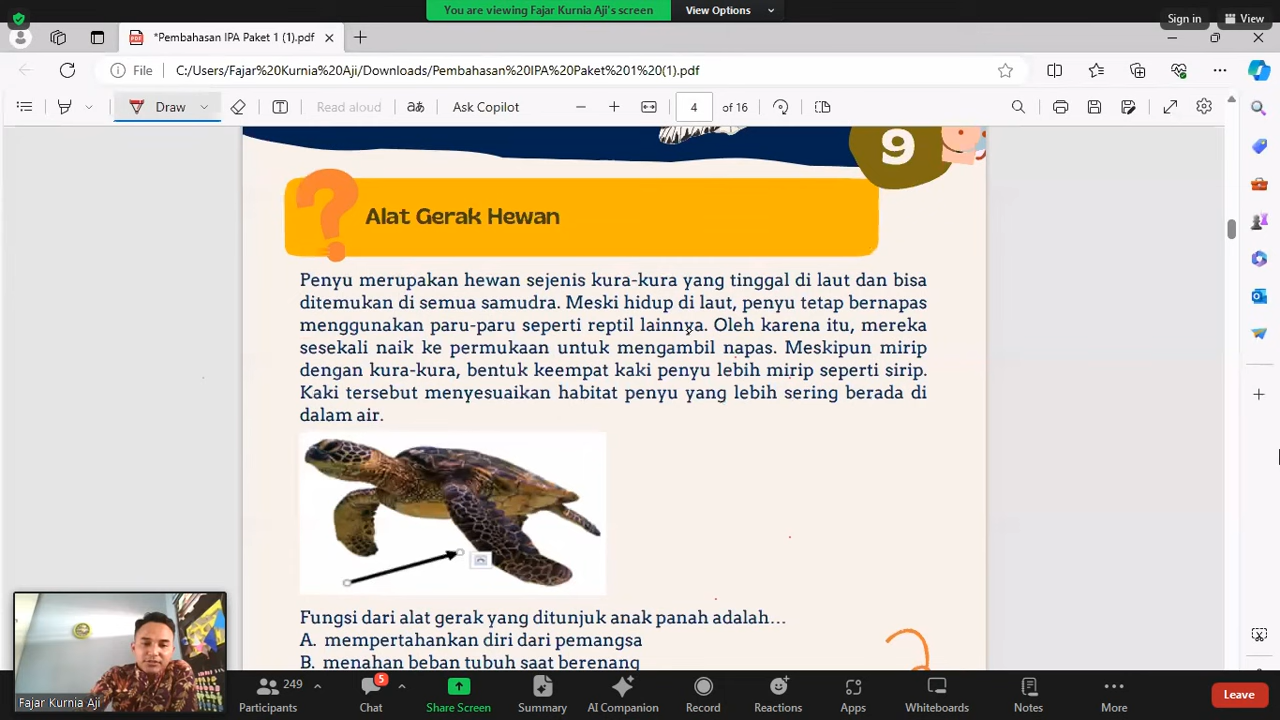 You are viewing Fajar Kurnia Aji's screen
View Options
Sign in
View
*Pembahasan IPA Paket 1 (1).pdf
File
C:/Users/Fajar%20Kurnia%20Aji/Downloads/Pembahasan%20IPA%20Paket%201%20(1).pdf
Draw
Read aloud
aあ
Ask Copilot
4
of 16
9
?
Alat Gerak Hewan
Penyu merupakan hewan sejenis kura-kura yang tinggal di laut dan bisa
ditemukan di semua samudra. Meski hidup di laut, penyu tetap bernapas
menggunakan paru-paru seperti reptil lainnya. Oleh karena itu, mereka
sesekali naik ke permukaan untuk mengambil napas. Meskipun mirip
dengan kura-kura, bentuk keempat kaki penyu lebih mirip seperti sirip.
Kaki tersebut menyesuaikan habitat penyu yang lebih sering berada di
dalam air.
Fungsi dari alat gerak yang ditunjuk anak panah adalah...
A. mempertahankan diri dari pemangsa
B. menahan beban tubuh saat berenang
Fajar Kurnia Aji
249
Participants
5
Chat
Share Screen
Summary
AI Companion
Record
Reactions
Apps
Whiteboards
Notes
More
Leave